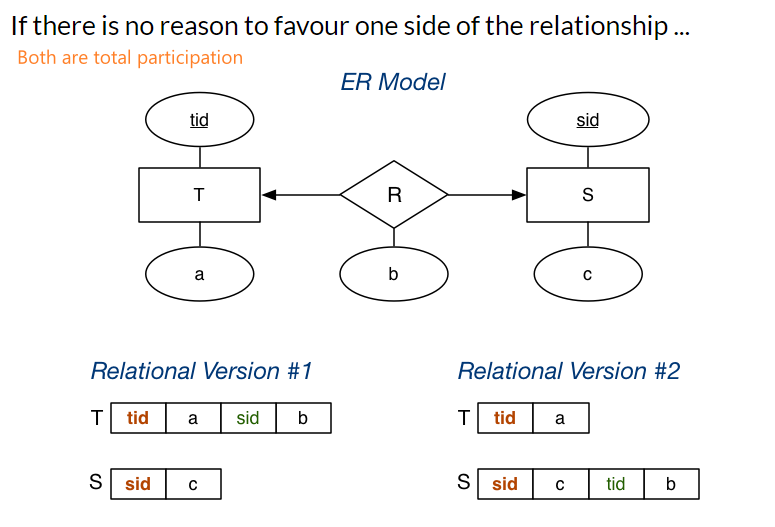 If there is no reason to favour one side of the relationship ...
Both are total participation
ER Model
tid
sid
T
R
S
a
b
c
Relational Version #1
Relational Version #2
T tid a sid b
T tid a
S sid c
S sid c tid b